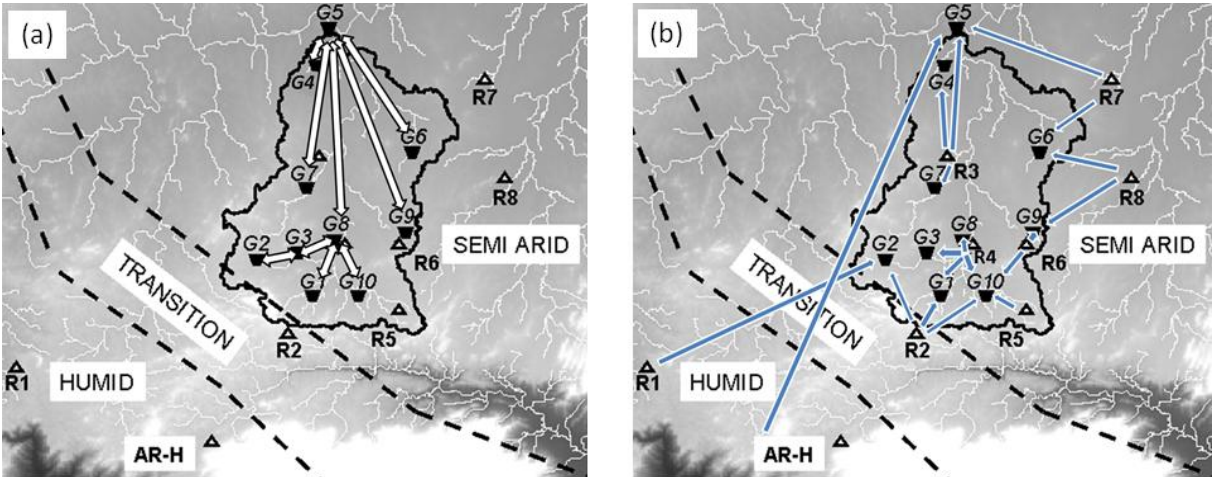 (a)
G5
G4
R7
G6
G7
R8
G8
G9
G3
G2
SEMI ARID
R6
TRANSITION
G1
G10
R5
R2
R1
HUMID
AR-H
(b)
G5
G4
R7
G6
R3
G7
R8
G9
G8
G3
G2
SEMI ARID
R4
R6
TRANSITION
G1
G10
R5
R2
R1
HUMID
AR-H